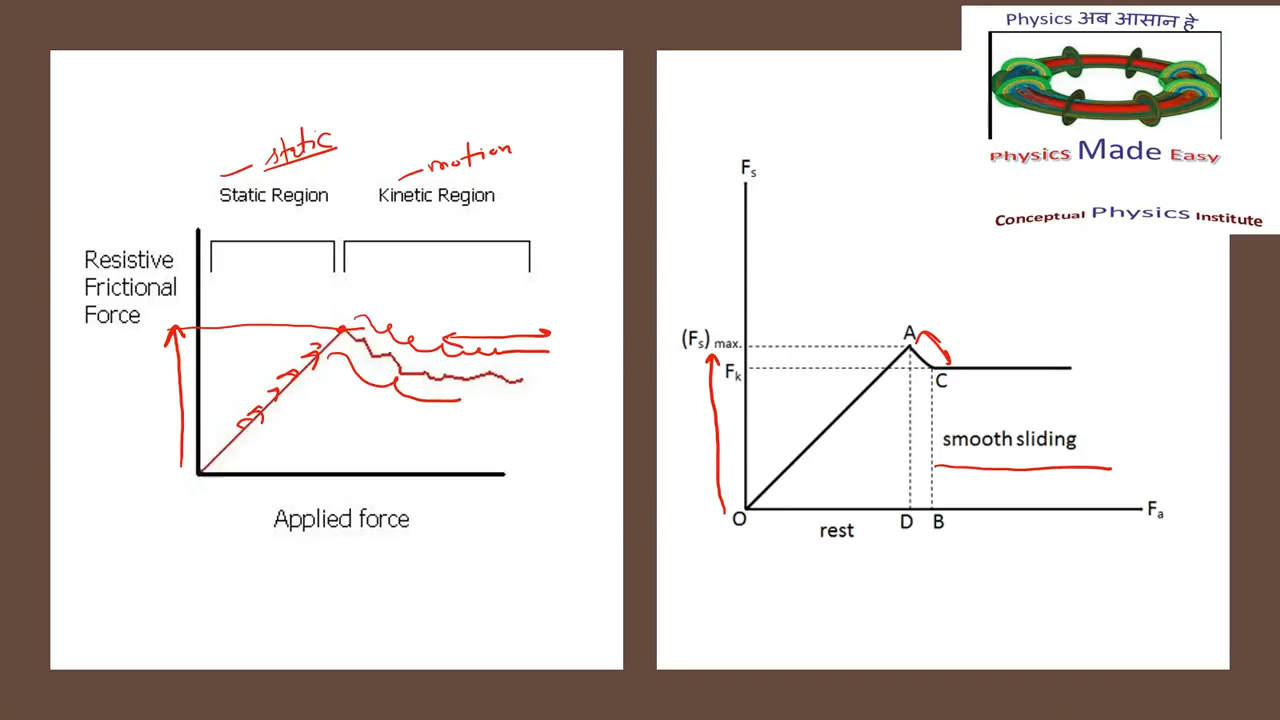 static
motion
Static Region
Kinetic Region
Resistive
Frictional
Force
Applied force
Physics अब आसान हे
Physics Made Easy
Conceptual Physics Institute
Fs
(Fs) max.
A
Fk
C
smooth sliding
O
D
B
Fa
rest